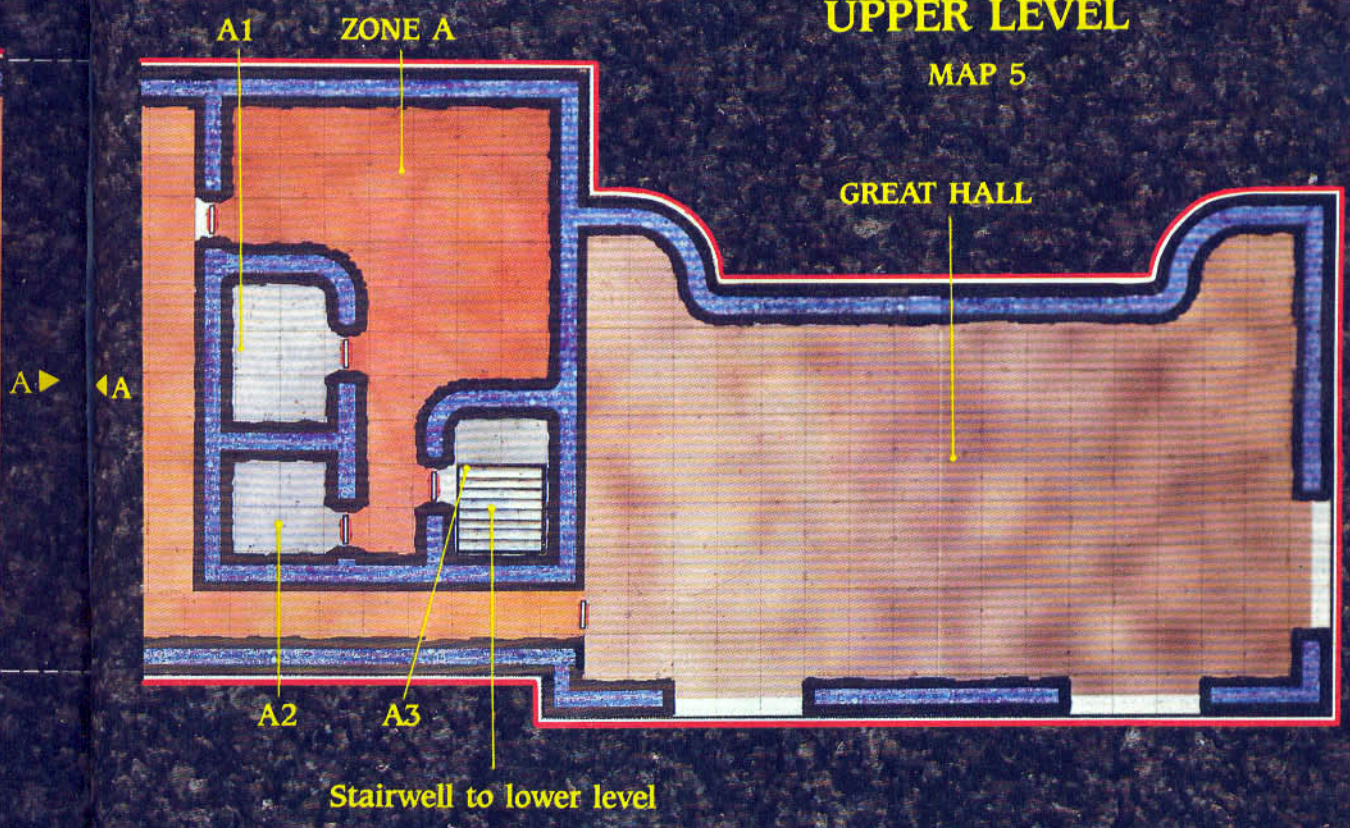 UPPER LEVEL
MAP 5
A1
ZONE A
GREAT HALL
A
A
A2
A3
Stairwell to lower level